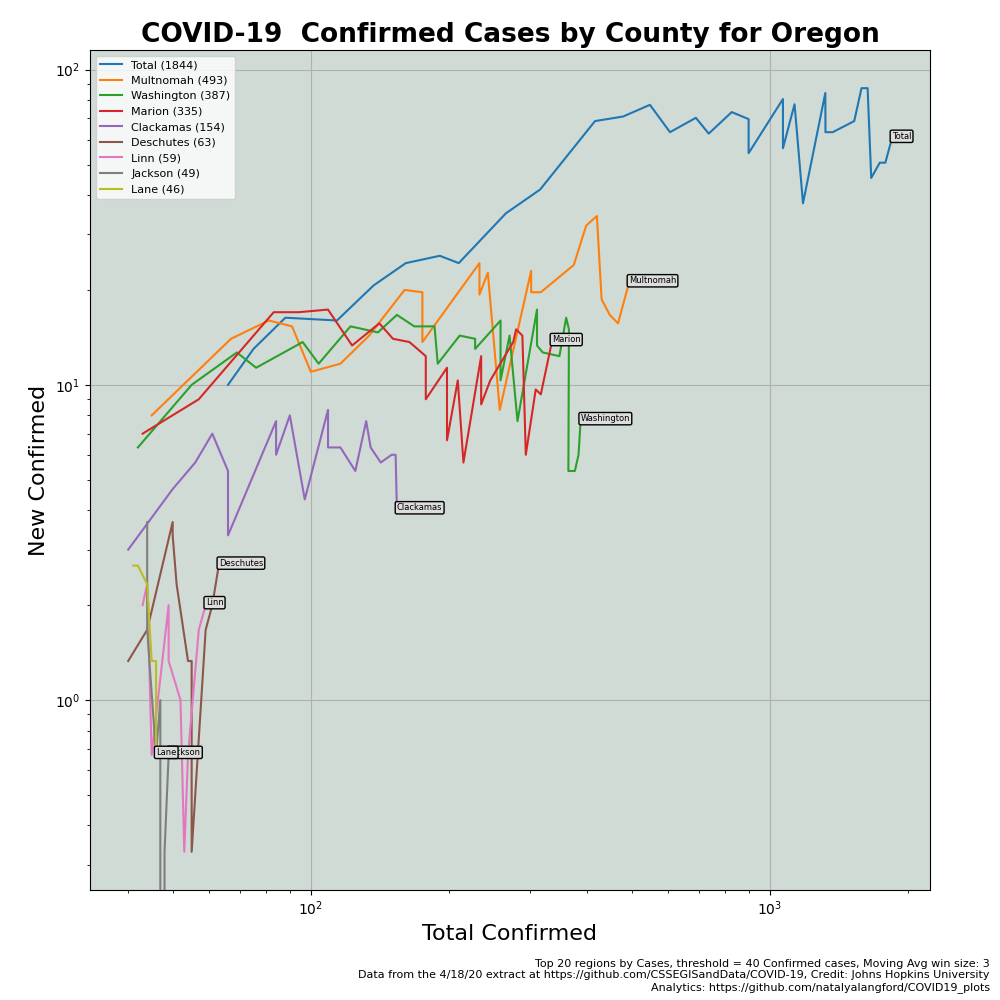 COVID-19  Confirmed Cases by County for Oregon
10²
Total (1844)
Multnomah (493)
Washington (387)
Marion (335)
Clackamas (154)
Deschutes (63)
Linn (59)
Jackson (49)
Lane (46)
Total
Multnomah
Marion
10¹
Washington
New Confirmed
Clackamas
Deschutes
Linn
10⁰
Lane
ckson
10²
10³
Total Confirmed
Top 20 regions by Cases, threshold = 40 Confirmed cases, Moving Avg win size: 3
Data from the 4/18/20 extract at https://github.com/CSSEGISandData/COVID-19, Credit: Johns Hopkins University
Analytics: https://github.com/natalyalangford/COVID19_plots